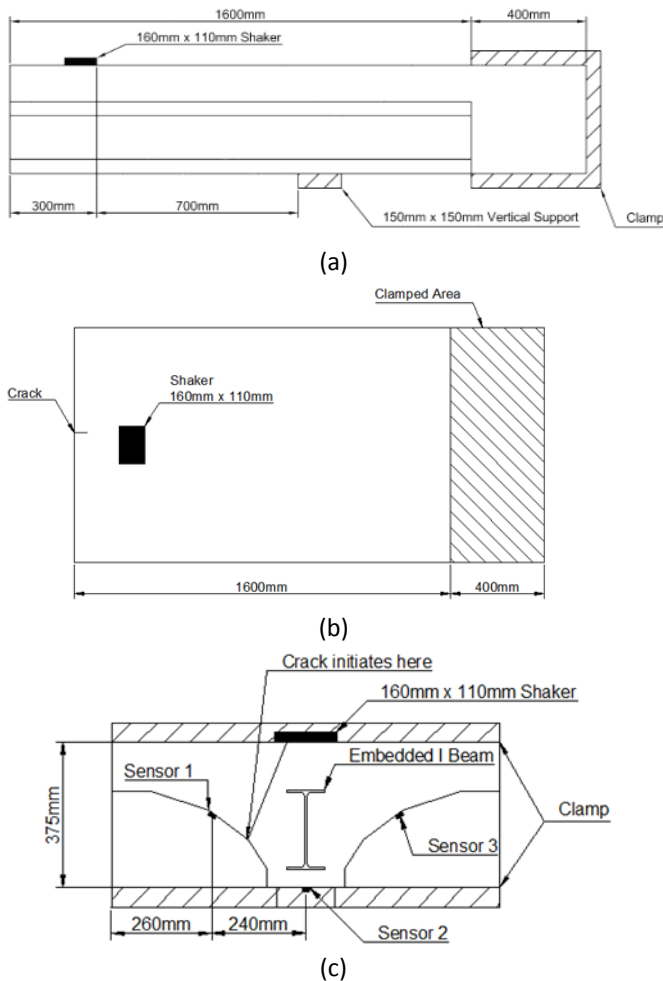 1600mm
400mm
160mm x 110mm Shaker
300mm
700mm
150mm x 150mm Vertical Support
Clamp
(a)
Clamped Area
Shaker
160mm x 110mm
Crack
1600mm
400mm
(b)
Crack initiates here
160mm x 110mm Shaker
Embedded I Beam
Sensor 1
375mm
Clamp
Sensor 3
260mm
240mm
Sensor 2
(c)